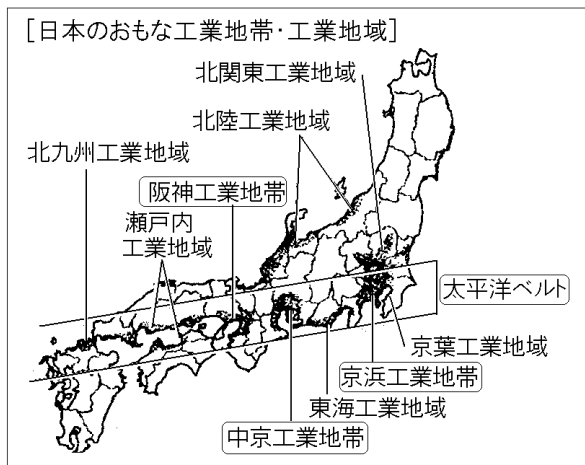 [日本のおもな工業地帯・工業地域]
北関東工業地域
北陸工業地域
北九州工業地域
阪神工業地帯
瀬戸内
工業地域
太平洋ベルト
京葉工業地域
京浜工業地帯
東海工業地域
中京工業地帯